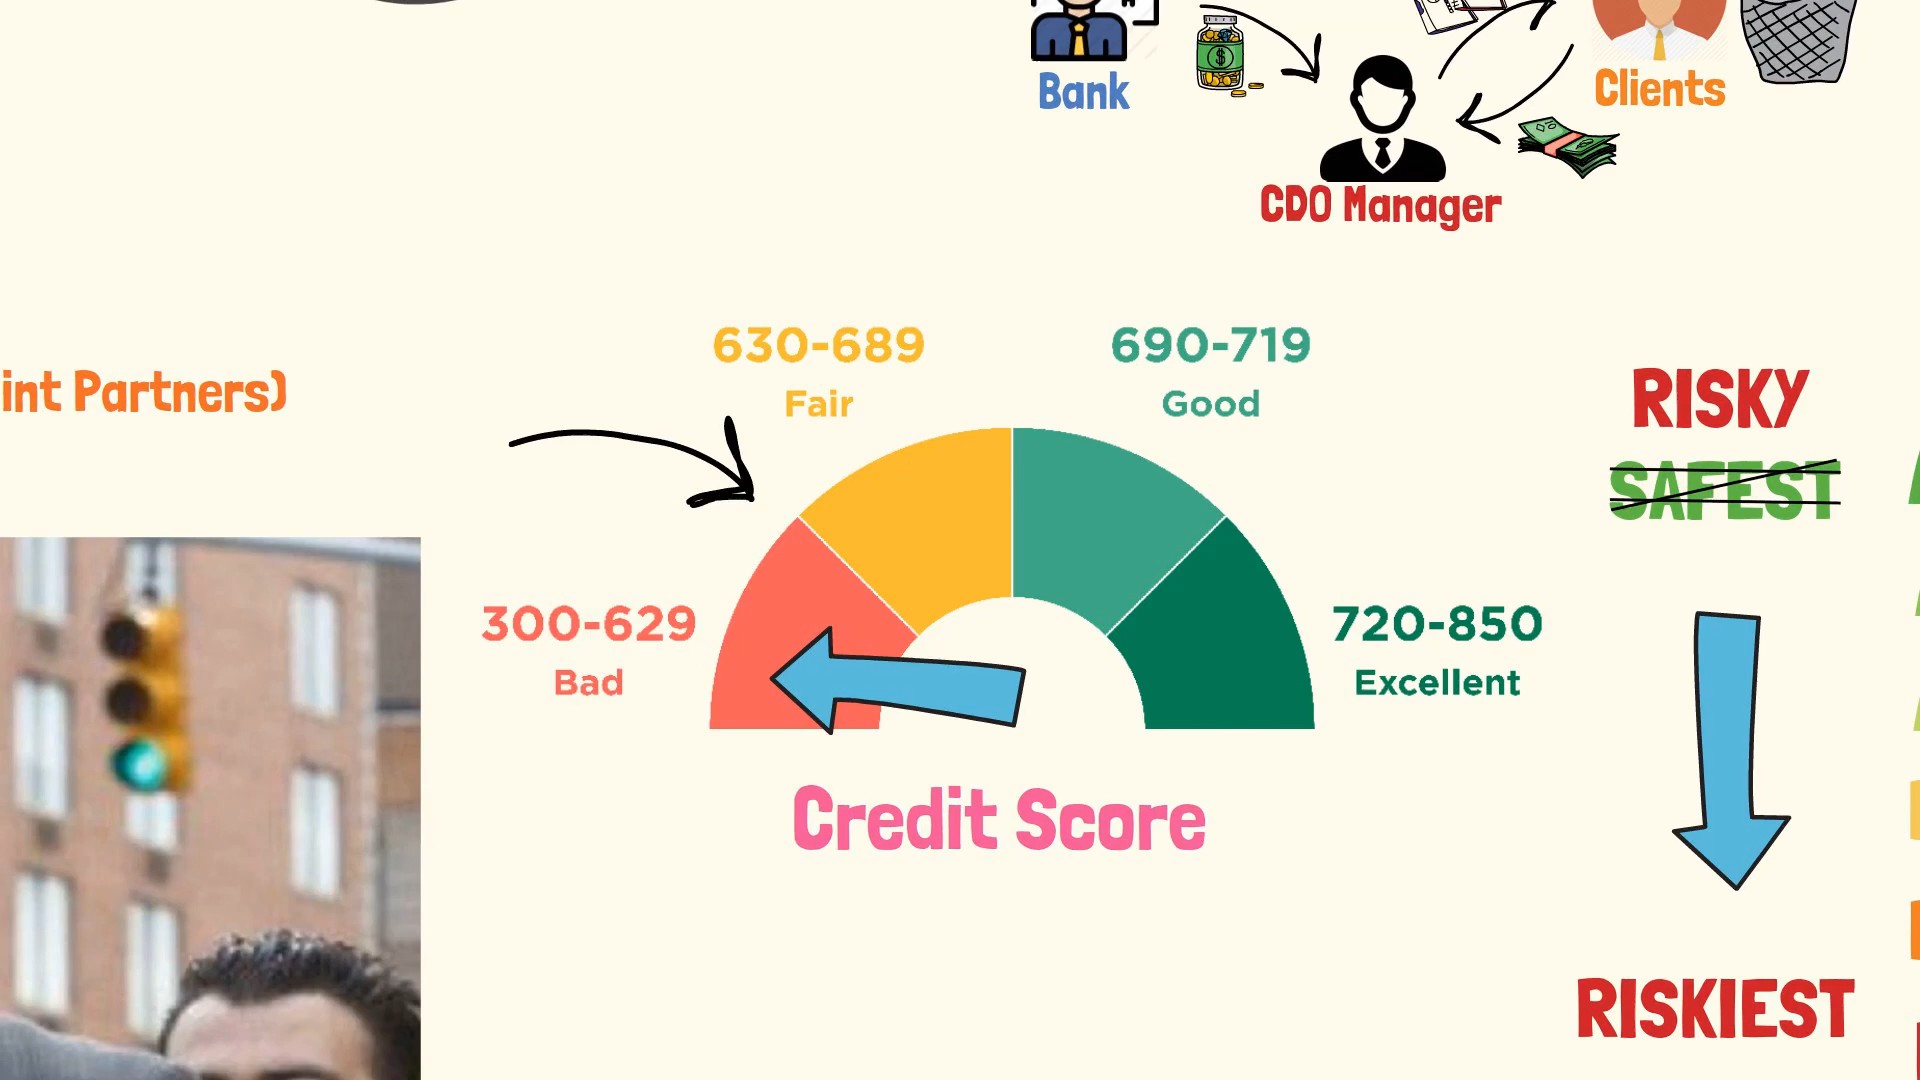 Bank
Clients
CDO Manager
630-689
Fair
690-719
Good
int Partners)
RISKY
SAFEST
300-629
Bad
720-850
Excellent
Credit Score
RISKIEST